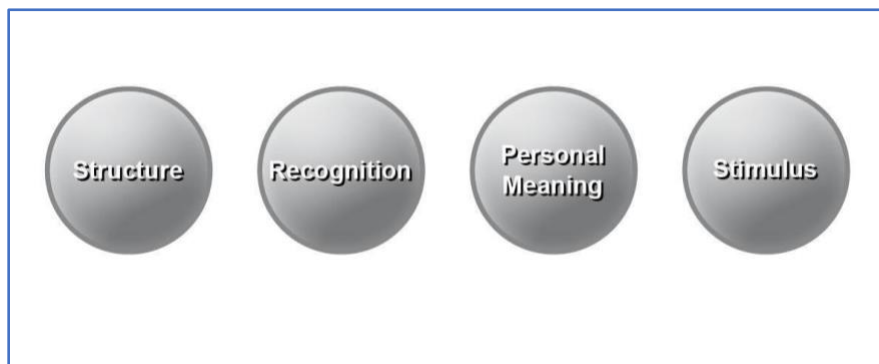 Structure
Recognition
Personal
Meaning
Stimulus